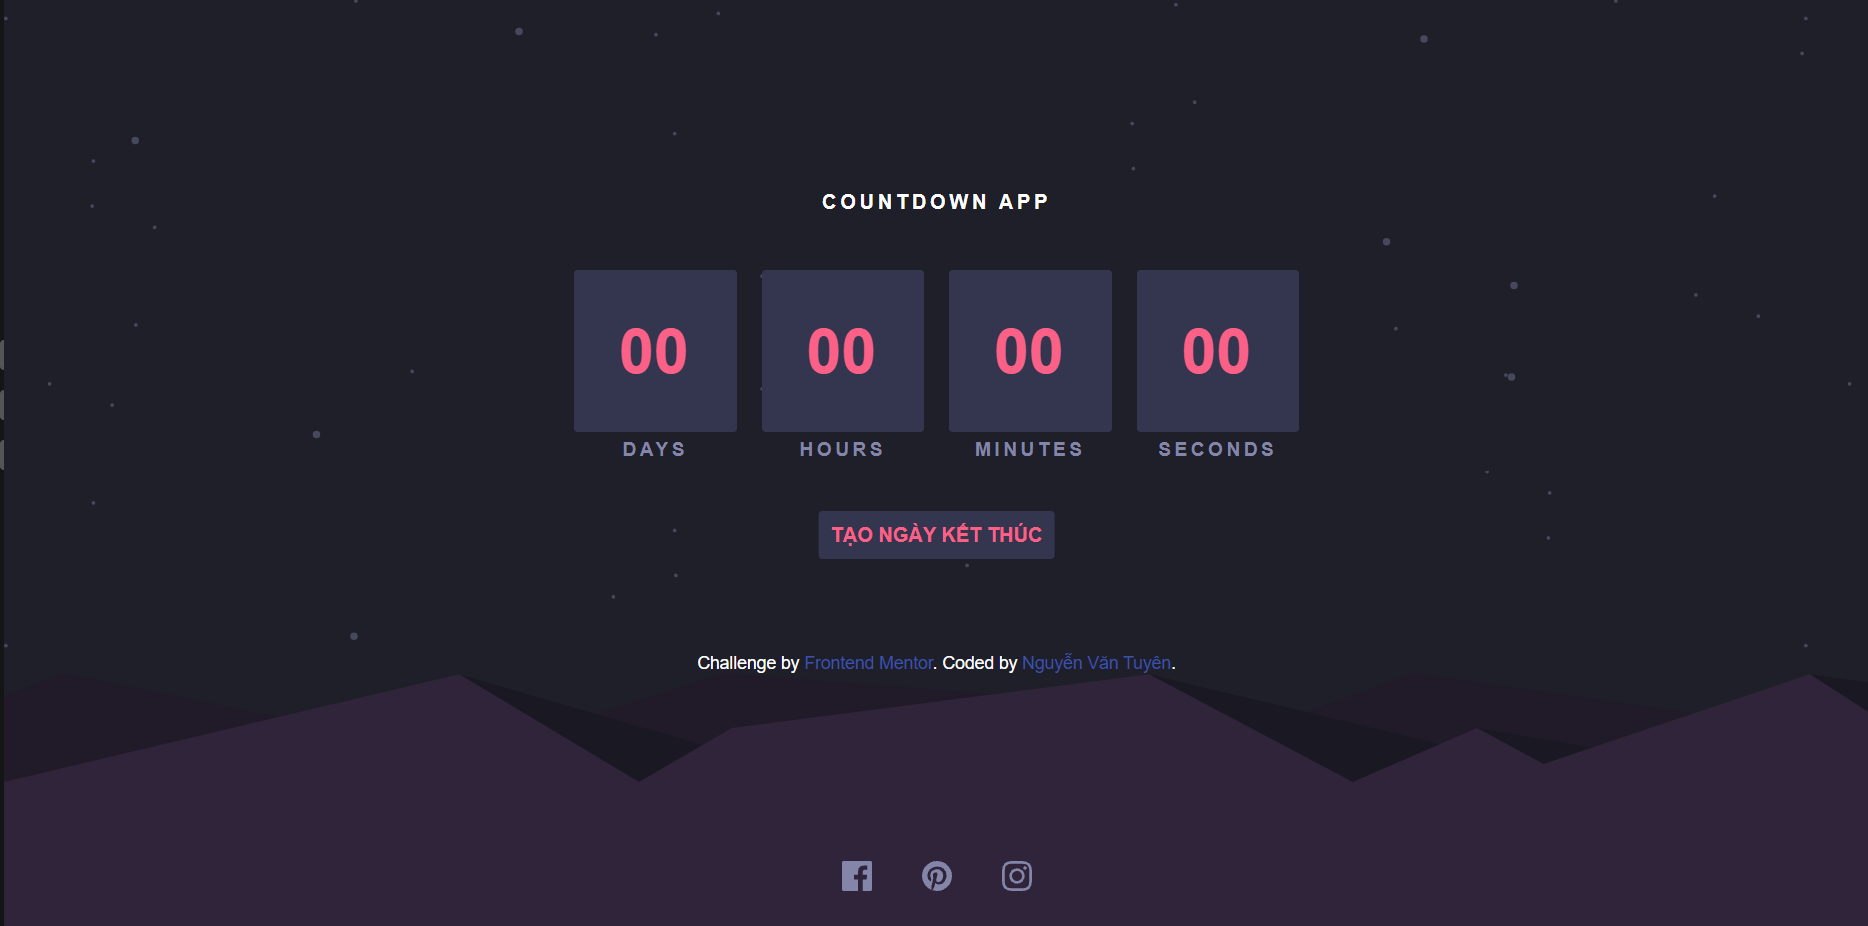 COUNTDOWN APP
00 00 00 00
DAYS HOURS MINUTES SECONDS
TẠO NGÀY KẾT THÚC
Challenge by Frontend Mentor. Coded by Nguyễn Văn Tuyên.